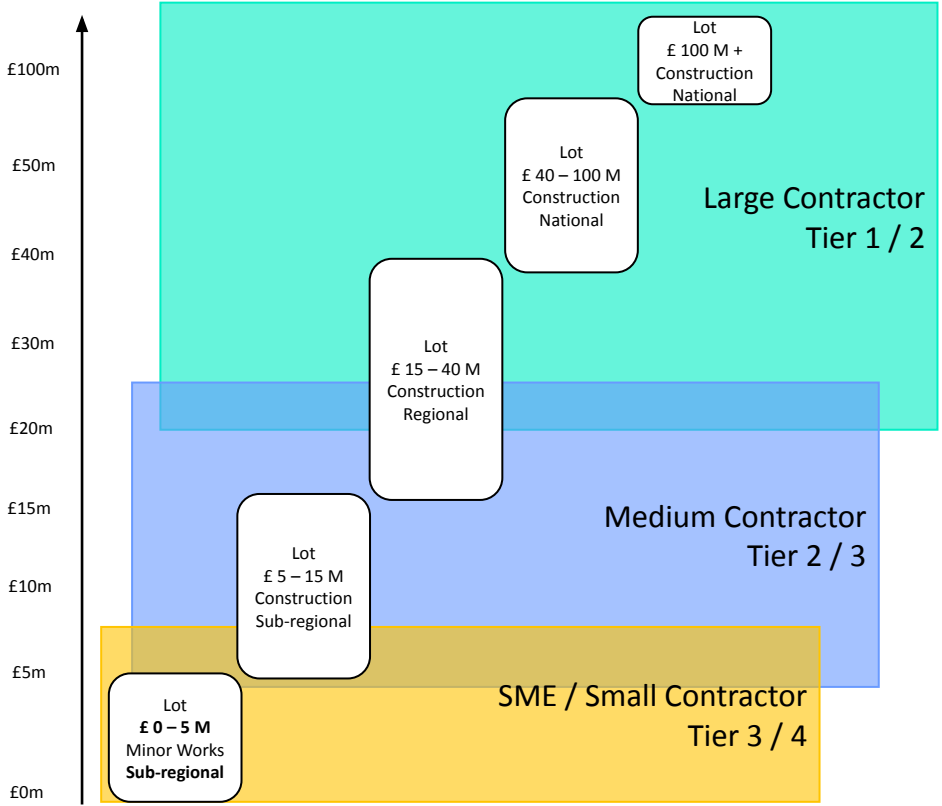 £100m
£50m
£40m
£30m
£20m
£15m
£10m
£5m
£0m
Lot
£ 100 M +
Construction
National
Lot
£ 40 – 100 M
Construction
National
Large Contractor
Tier 1 / 2
Lot
£ 15 – 40 M
Construction
Regional
Medium Contractor
Tier 2 / 3
Lot
£ 5 – 15 M
Construction
Sub-regional
SME / Small Contractor
Tier 3 / 4
Lot
£ 0 – 5 M
Minor Works
Sub-regional